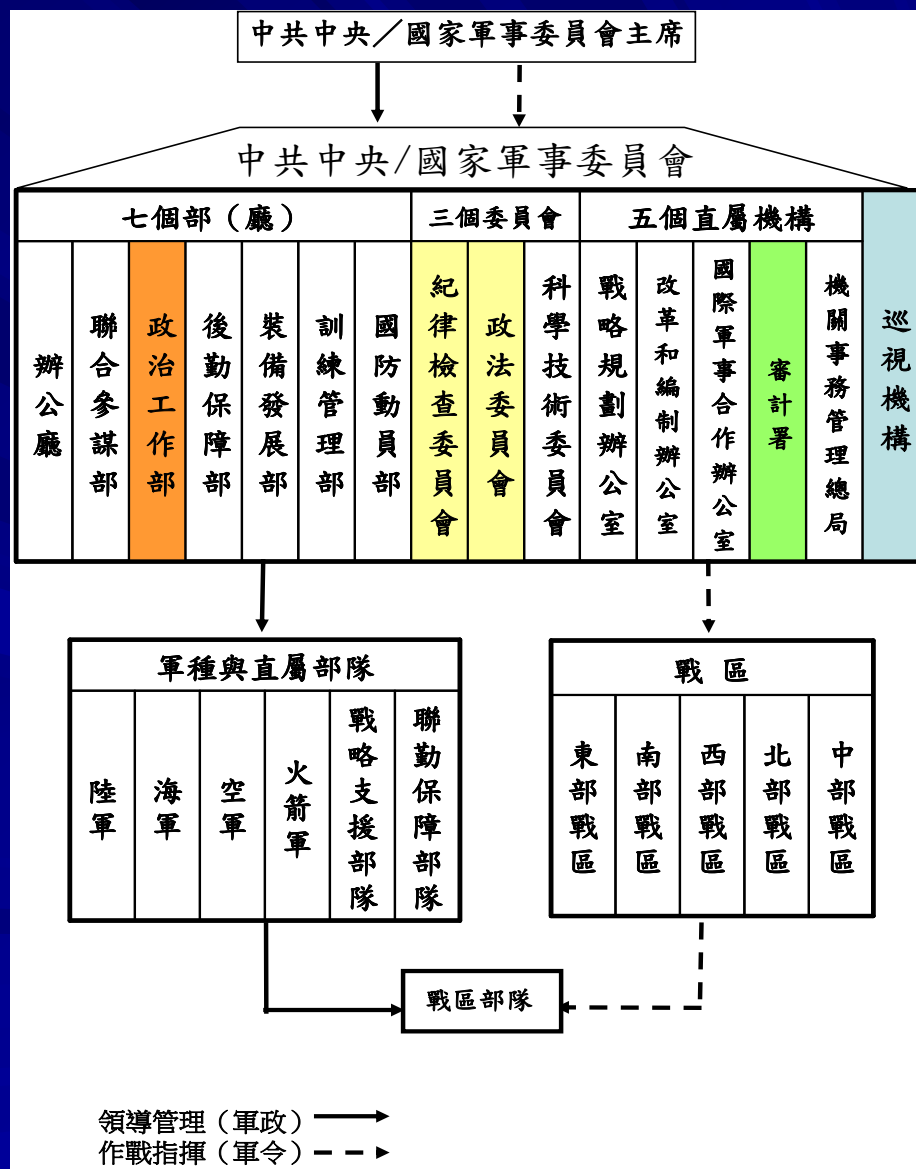 中共中央／國家軍事委員會主席
中共中央/國家軍事委員會
七個部（廳）
三個委員會
五個直屬機構
辦公廳
聯合參謀部
政治工作部
後勤保障部
裝備發展部
訓練管理部
國防動員部
紀律檢查委員會
政法委員會
科學技術委員會
戰略規劃辦公室
改革和編制辦公室
國際軍事合作辦公室
審計署
機關事務管理總局
巡視機構
軍種與直屬部隊
陸軍
海軍
空軍
火箭軍
戰略支援部隊
聯勤保障部隊
戰區
東部戰區
南部戰區
西部戰區
北部戰區
中部戰區
戰區部隊
領導管理（軍政）
作戰指揮（軍令）